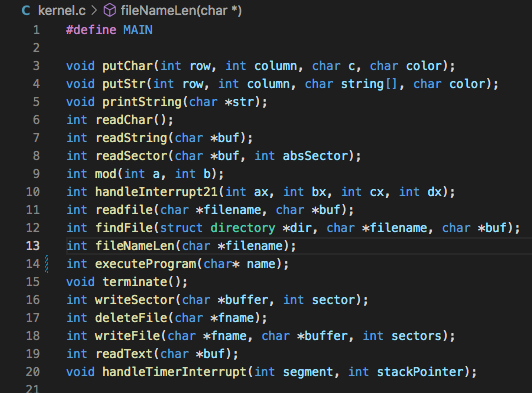 C kernel.c > fileNameLen(char *)
1 #define MAIN
2
3 void putChar(int row, int column, char c, char color);
4 void putStr(int row, int column, char string[], char color);
5 void printString(char *str);
6 int readChar();
7 int readString(char *buf);
8 int readSector(char *buf, int absSector);
9 int mod(int a, int b);
10 int handleInterrupt21(int ax, int bx, int cx, int dx);
11 int readfile(char *filename, char *buf);
12 int findFile(struct directory *dir, char *filename, char *buf);
13 int fileNameLen(char *filename);
14 int executeProgram(char* name);
15 void terminate();
16 int writeSector(char *buffer, int sector);
17 int deleteFile(char *fname);
18 int writeFile(char *fname, char *buffer, int sectors);
19 int readText(char *buf);
20 void handleTimerInterrupt(int segment, int stackPointer);
21